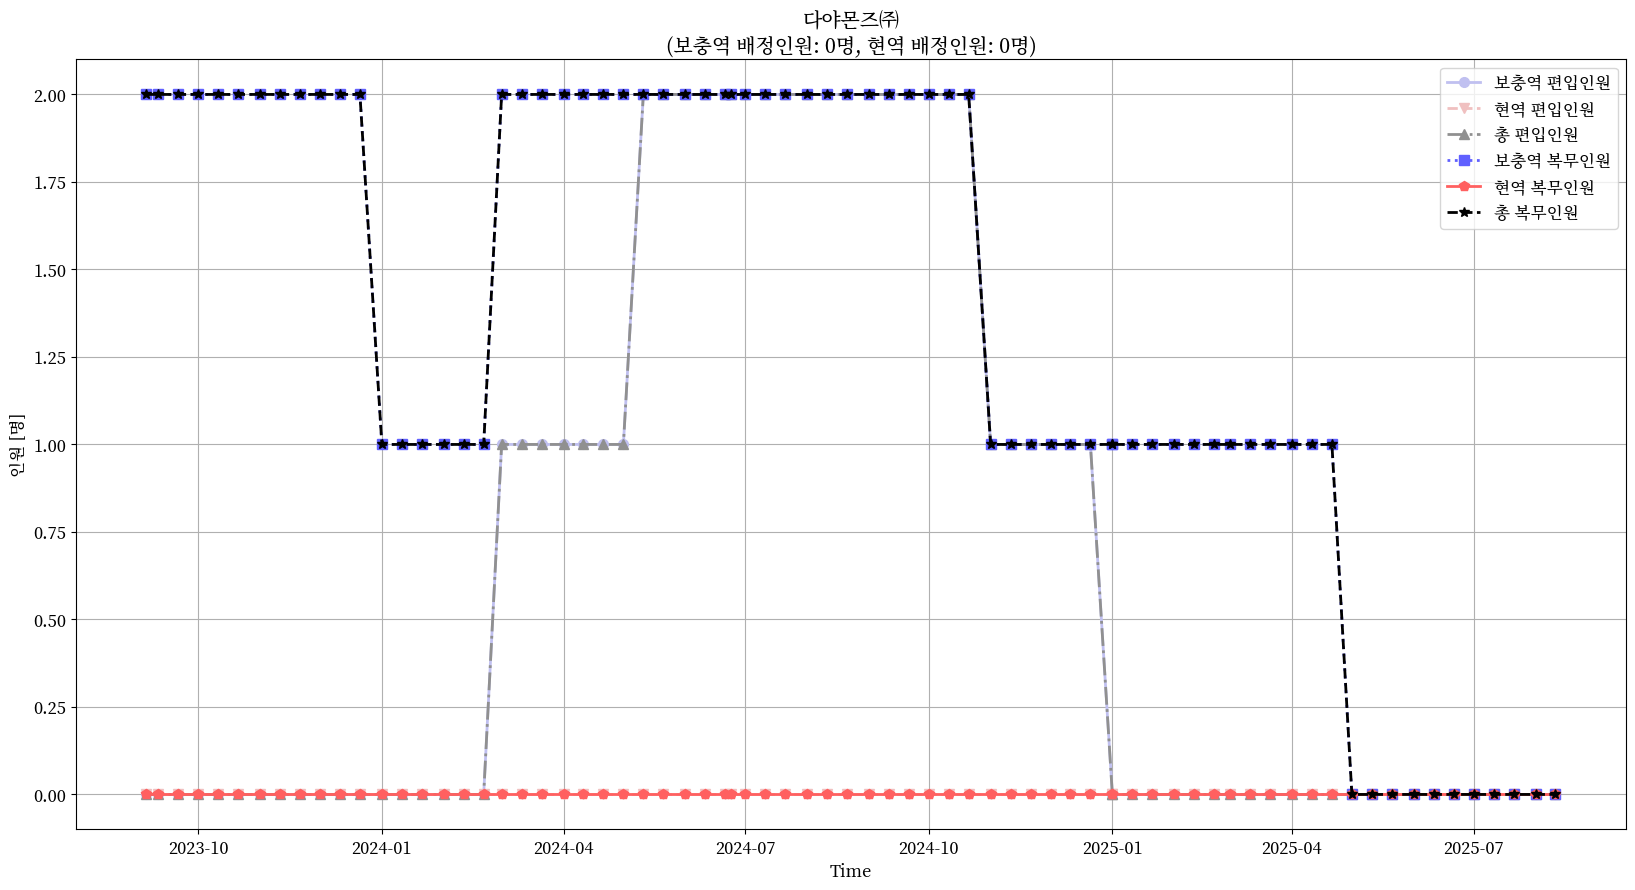 다야몬즈㈜
(보충역 배정인원: 0명, 현역 배정인원: 0명)
보충역 편입인원
현역 편입인원
총 편입인원
보충역 복무인원
현역 복무인원
총 복무인원
인원 [명]
2.00
1.75
1.50
1.25
1.00
0.75
0.50
0.25
0.00
2023-10
2024-01
2024-04
2024-07
2024-10
2025-01
2025-04
2025-07
Time